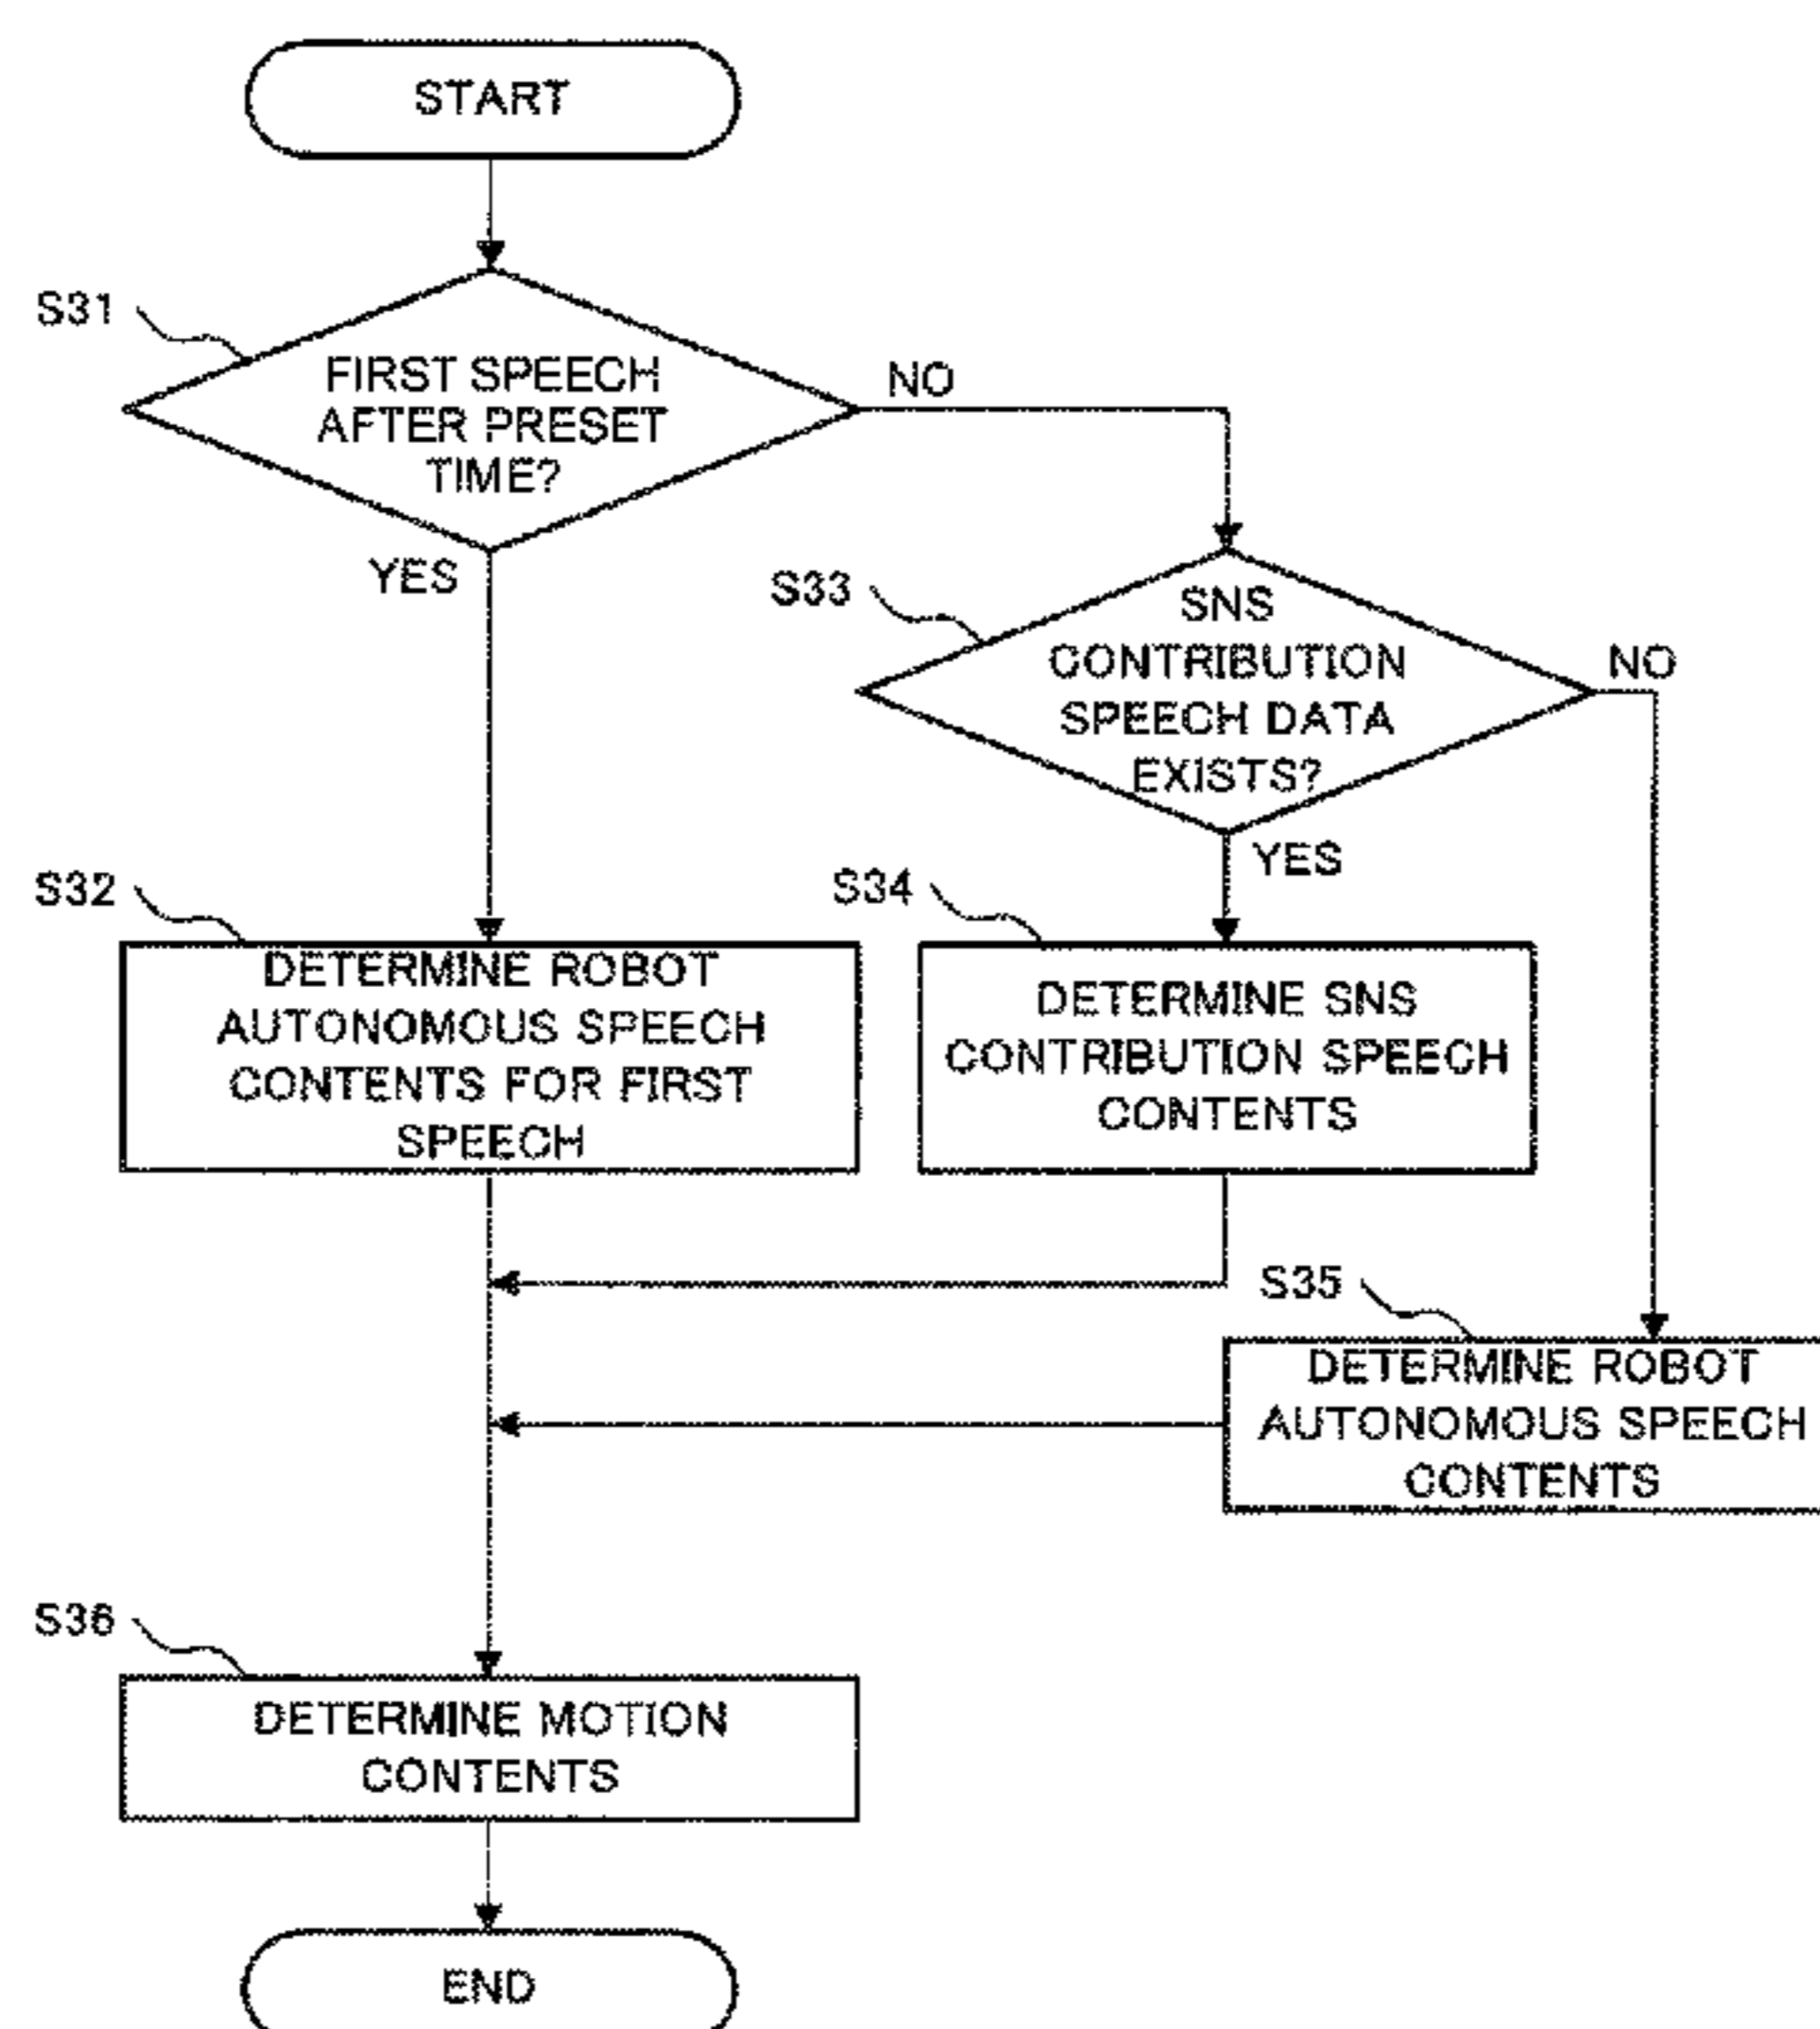 START
S31
FIRST SPEECH
AFTER PRESET
TIME?
NO
YES
S33
SNS
CONTRIBUTION
SPEECH DATA
EXISTS?
NO
YES
S32
DETERMINE ROBOT
AUTONOMOUS SPEECH
CONTENTS FOR FIRST
SPEECH
S34
DETERMINE SNS
CONTRIBUTION SPEECH
CONTENTS
S35
DETERMINE ROBOT
AUTONOMOUS SPEECH
CONTENTS
S36
DETERMINE MOTION
CONTENTS
END